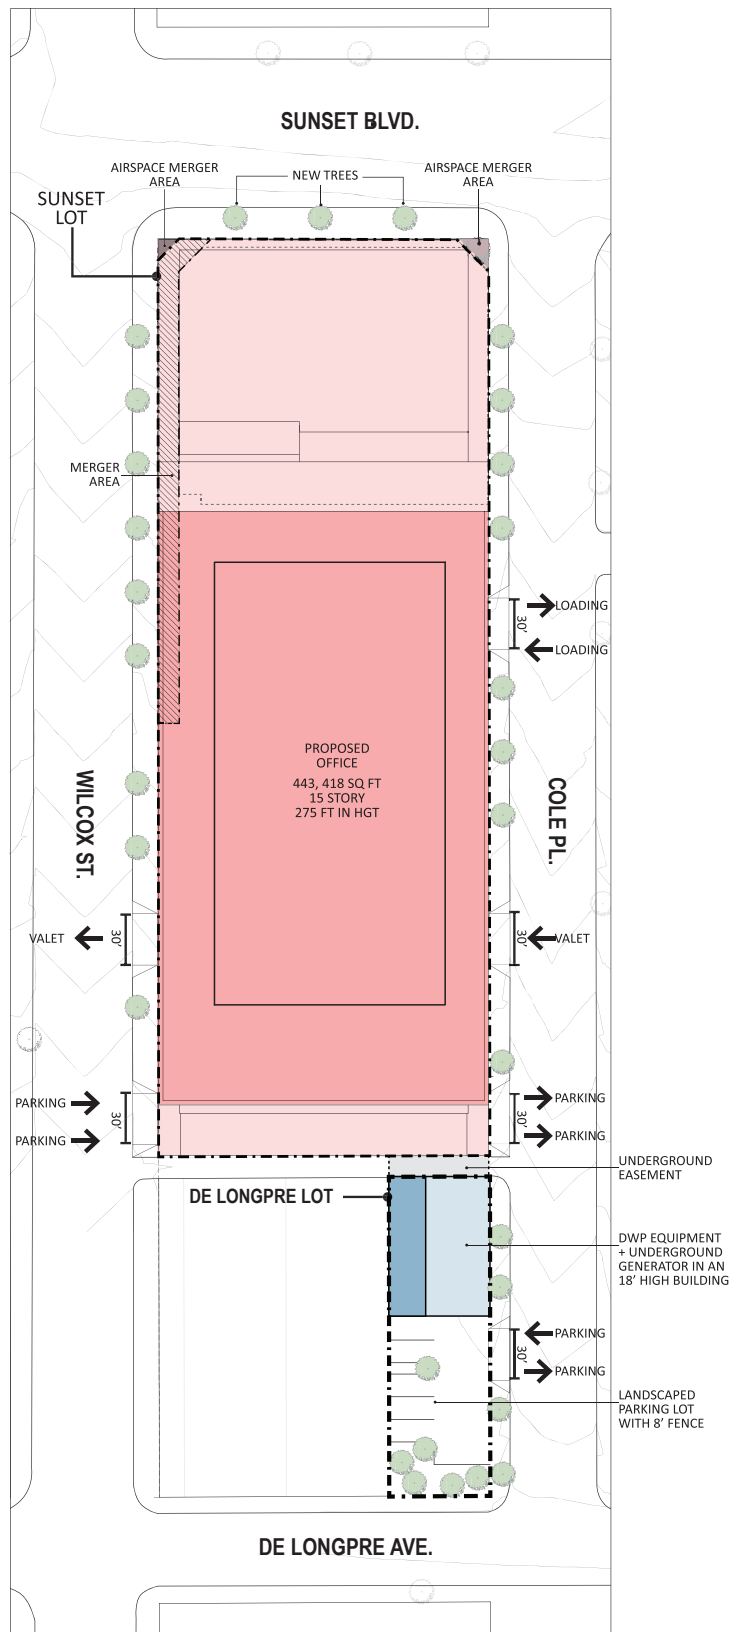 SUNSET BLVD.
AIRSPACE MERGER
AREA
NEW TREES
AIRSPACE MERGER
AREA
SUNSET
LOT
MERGER
AREA
30'
LOADING
LOADING
PROPOSED
OFFICE
443, 418 SQ FT
15 STORY
275 FT IN HGT
WILCOX ST.
COLE PL.
VALET
30'
30'
VALET
PARKING
PARKING
30'
30'
PARKING
PARKING
UNDERGROUND
EASEMENT
DE LONGPRE LOT
DWP EQUIPMENT
+ UNDERGROUND
GENERATOR IN AN
18' HIGH BUILDING
30'
PARKING
PARKING
LANDSCAPED
PARKING LOT
WITH 8' FENCE
DE LONGPRE AVE.